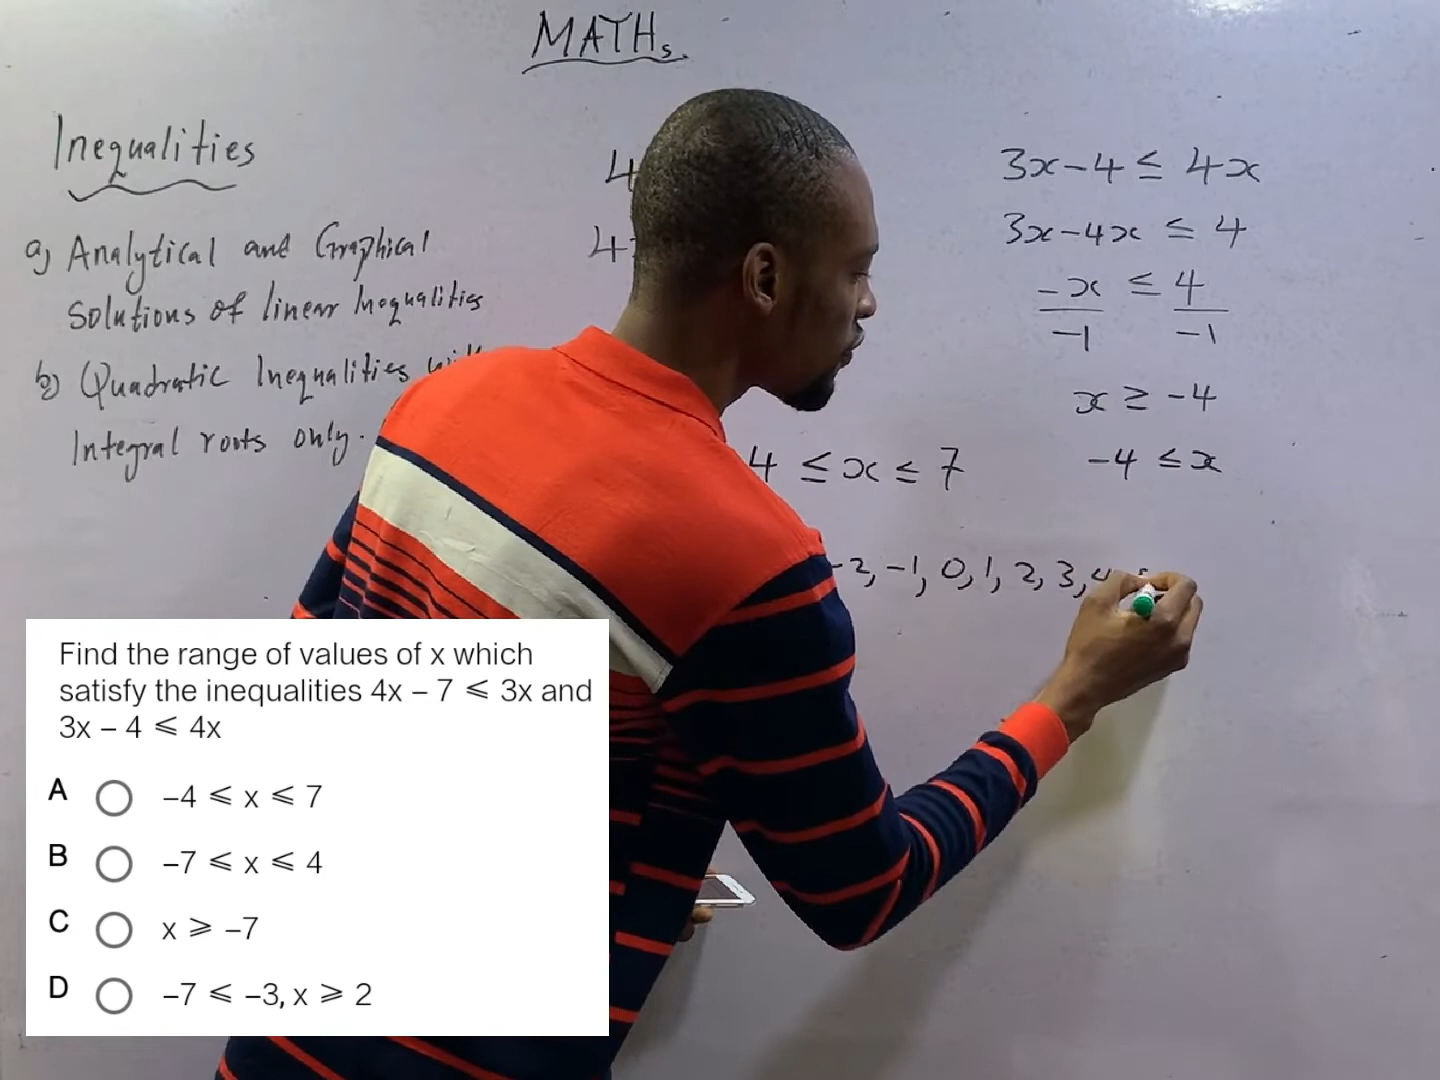 MATHs.
Inequalities
a) Analytical and Graphical
Solutions of linear Inequalities
b) Quadratic Inequalities
Integral roots only.
4
4
3x-4 ≤ 4x
3x-4x ≤ 4
-x ≤ 4
-1 -1
x ≥ -4
-4 ≤ x
4 ≤ x ≤ 7
-2, -1, 0, 1, 2, 3, 4
Find the range of values of x which
satisfy the inequalities 4x – 7 ⩽ 3x and
3x – 4 ⩽ 4x
A –4 ⩽ x ⩽ 7
B –7 ⩽ x ⩽ 4
C x ⩾ –7
D –7 ⩽ –3, x ⩾ 2